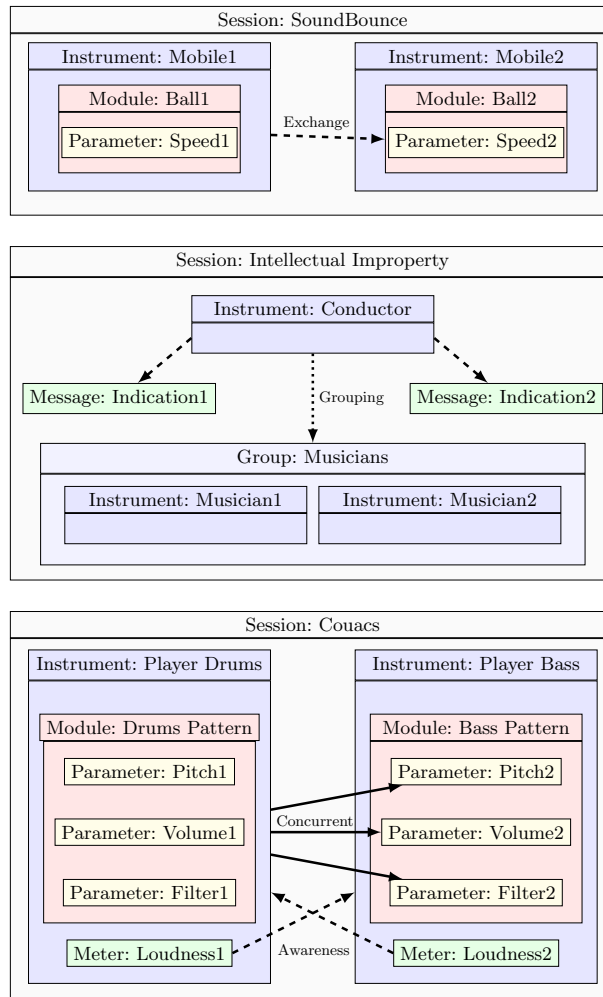 Session: SoundBounce
Instrument: Mobile1
Instrument: Mobile2
Module: Ball1
Module: Ball2
Exchange
Parameter: Speed1
Parameter: Speed2
Session: Intellectual Improperty
Instrument: Conductor
Message: Indication1
Grouping
Message: Indication2
Group: Musicians
Instrument: Musician1
Instrument: Musician2
Session: Couacs
Instrument: Player Drums
Instrument: Player Bass
Module: Drums Pattern
Module: Bass Pattern
Parameter: Pitch1
Parameter: Pitch2
Parameter: Volume1
Concurrent
Parameter: Volume2
Parameter: Filter1
Parameter: Filter2
Meter: Loudness1
Awareness
Meter: Loudness2